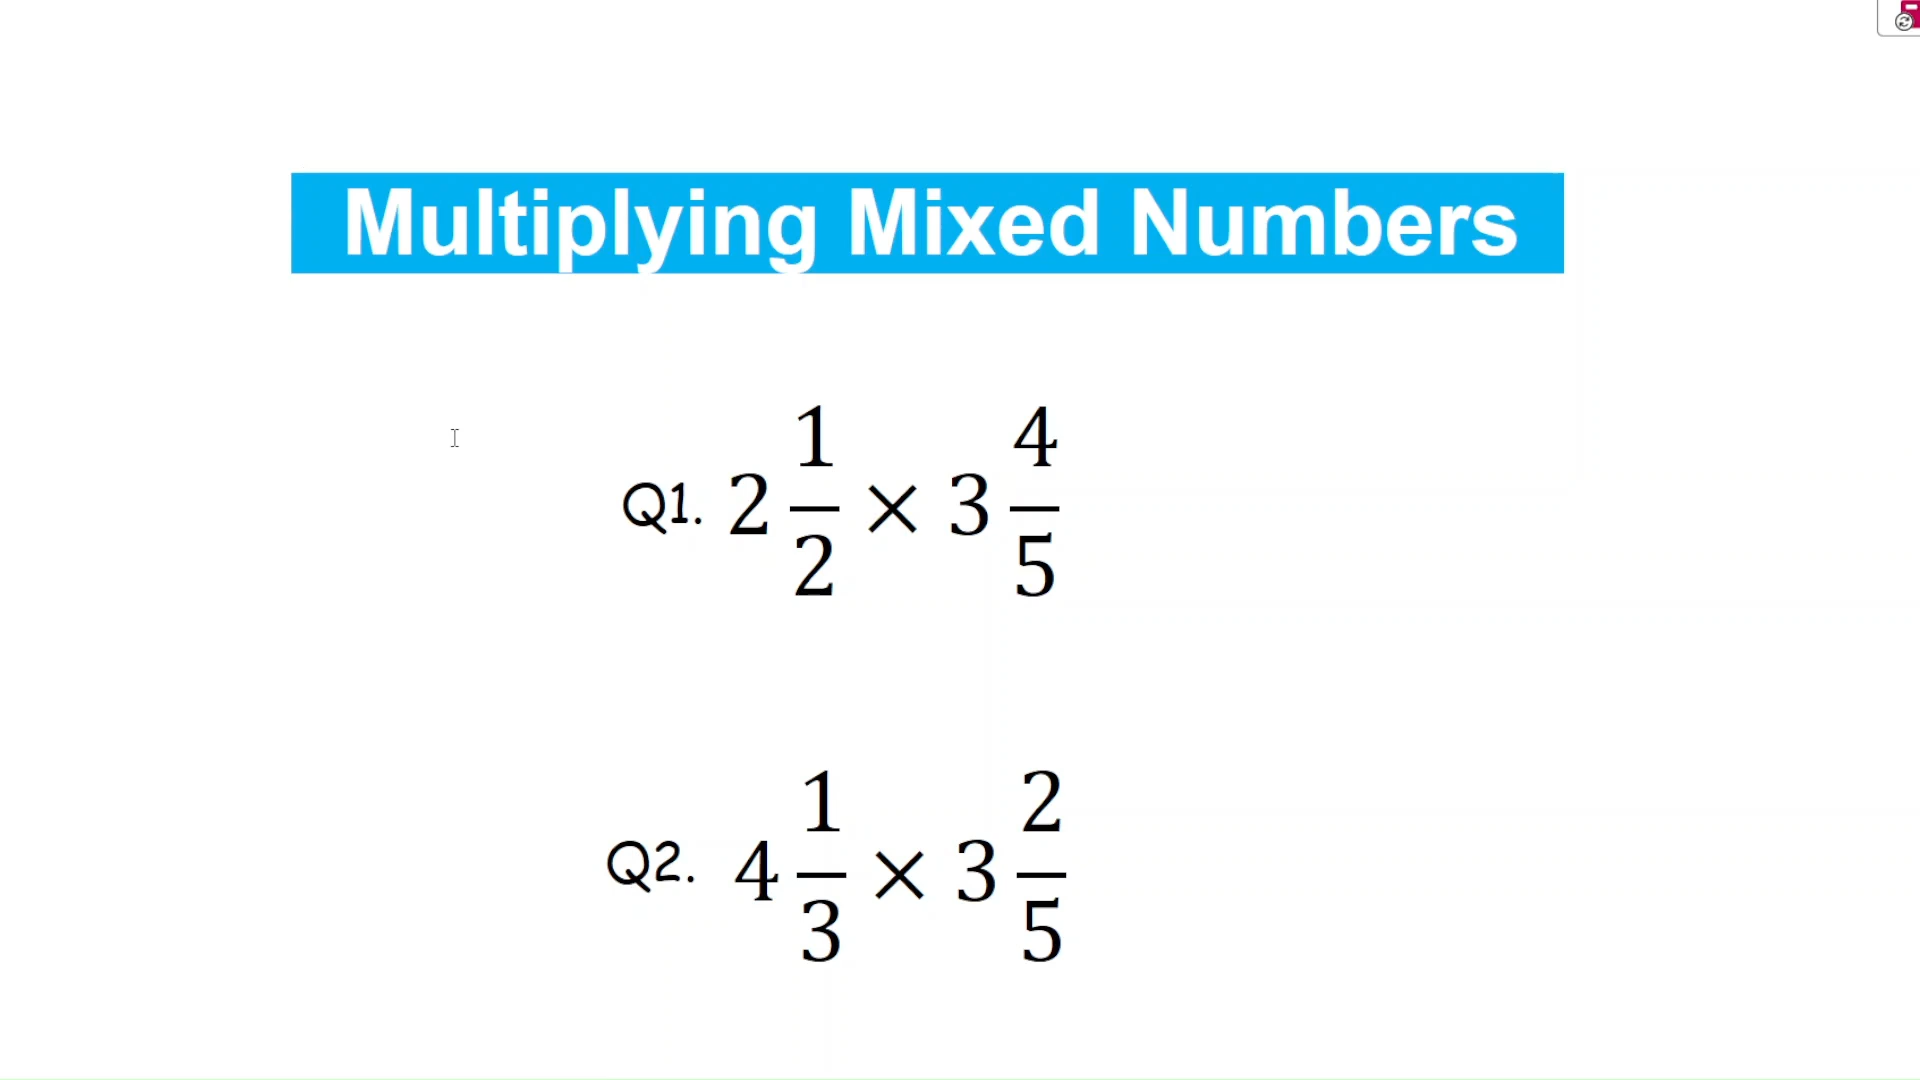 Multiplying Mixed Numbers
Q1. 2 1/2 × 3 4/5
Q2. 4 1/3 × 3 2/5